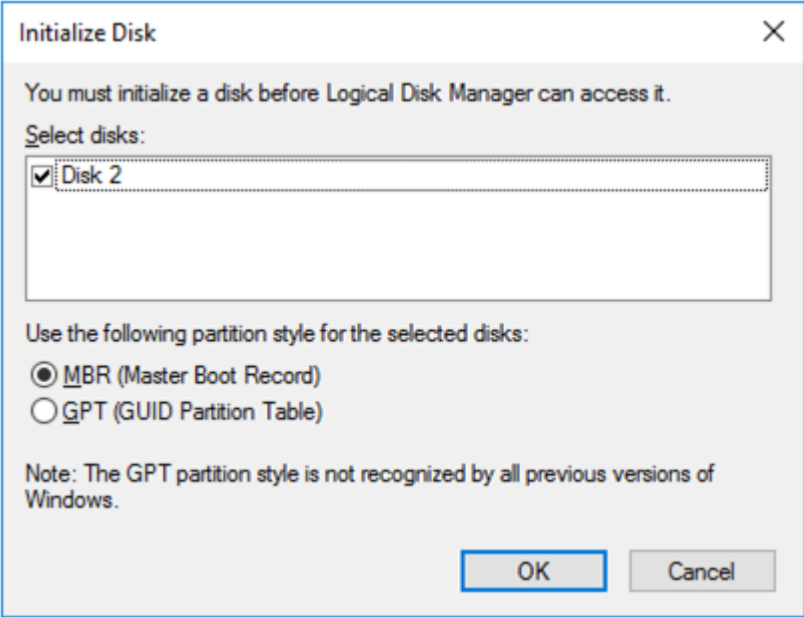 Initialize Disk
You must initialize a disk before Logical Disk Manager can access it.
Select disks:
Disk 2
Use the following partition style for the selected disks:
MBR (Master Boot Record)
GPT (GUID Partition Table)
Note: The GPT partition style is not recognized by all previous versions of
Windows.
OK
Cancel